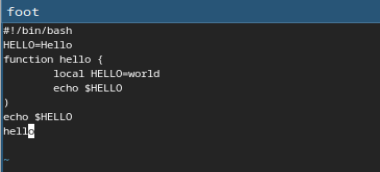 foot
#!/bin/bash
HELLO=Hello
function hello {
        local HELLO=world
        echo $HELLO
}
echo $HELLO
hello
~